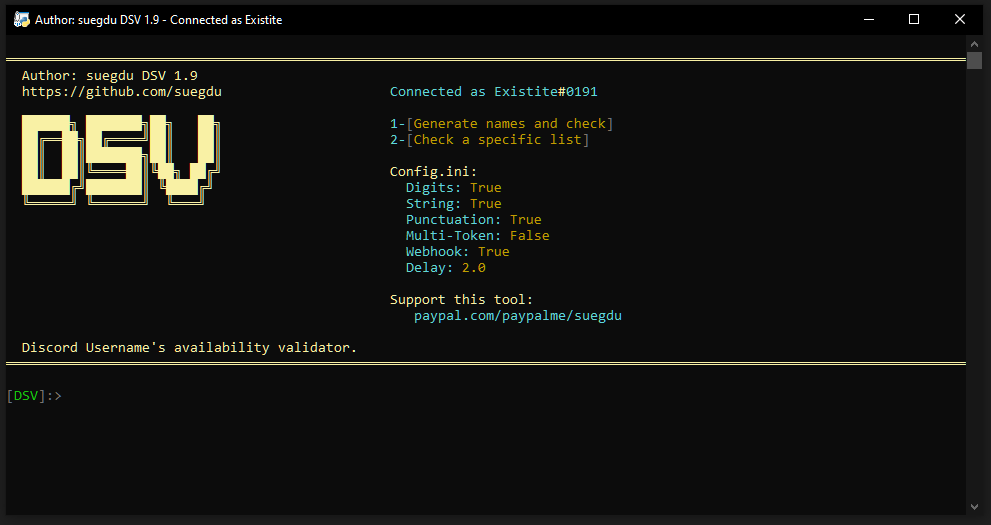 Author: suegdu DSV 1.9 - Connected as Existite
Author: suegdu DSV 1.9
https://github.com/suegdu
DSV
Connected as Existite#0191
1-[Generate names and check]
2-[Check a specific list]
Config.ini:
Digits: True
String: True
Punctuation: True
Multi-Token: False
Webhook: True
Delay: 2.0
Support this tool:
paypal.com/paypalme/suegdu
Discord Username's availability validator.
[DSV]:>